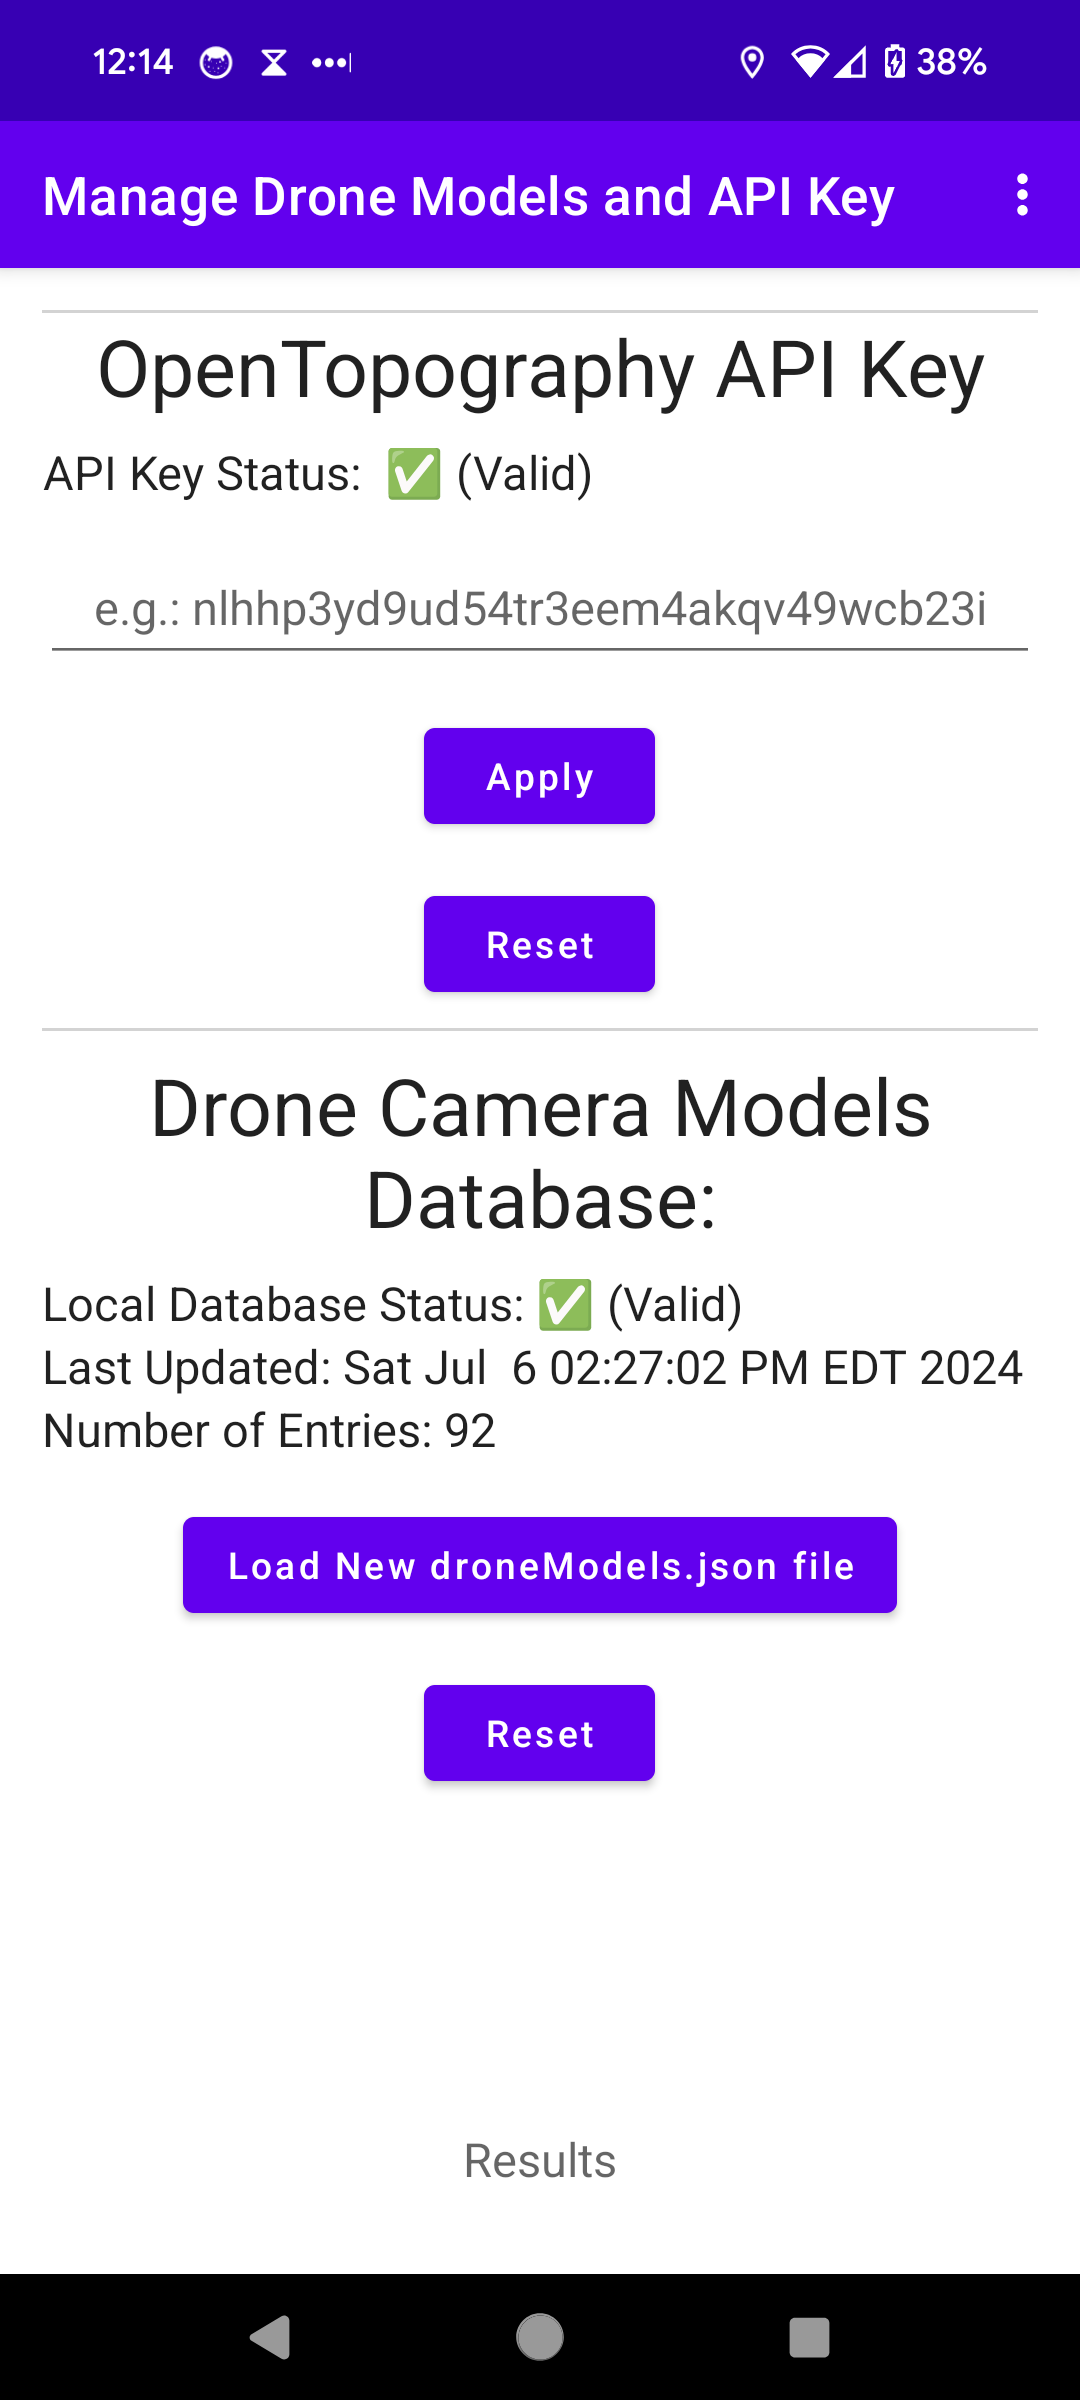 12:14
38%
Manage Drone Models and API Key
OpenTopography API Key
API Key Status: ✅ (Valid)
e.g.: nlhhp3yd9ud54tr3eem4akqv49wcb23i
Apply
Reset
Drone Camera Models
Database:
Local Database Status: ✅ (Valid)
Last Updated: Sat Jul  6 02:27:02 PM EDT 2024
Number of Entries: 92
Load New droneModels.json file
Reset
Results